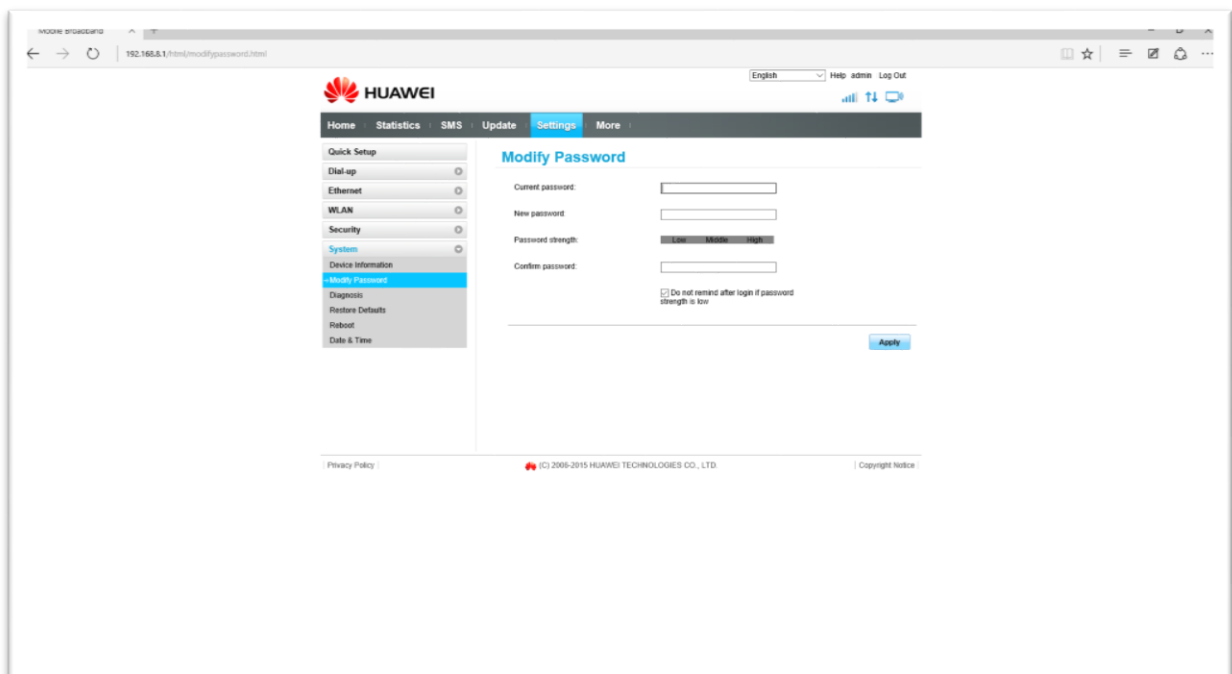 Mobile Broadband
192.168.8.1/html/modifypassword.html
English Help admin Log Out
HUAWEI
Home Statistics SMS Update Settings More
Quick Setup
Dial-up
Ethernet
WLAN
Security
System
Device Information
Modify Password
Diagnosis
Restore Defaults
Reboot
Date & Time
Modify Password
Current password:
New password:
Password strength: Low Middle High
Confirm password:
Do not remind after login if password
strength is low
Apply
Privacy Policy (C) 2006-2015 HUAWEI TECHNOLOGIES CO., LTD. Copyright Notice